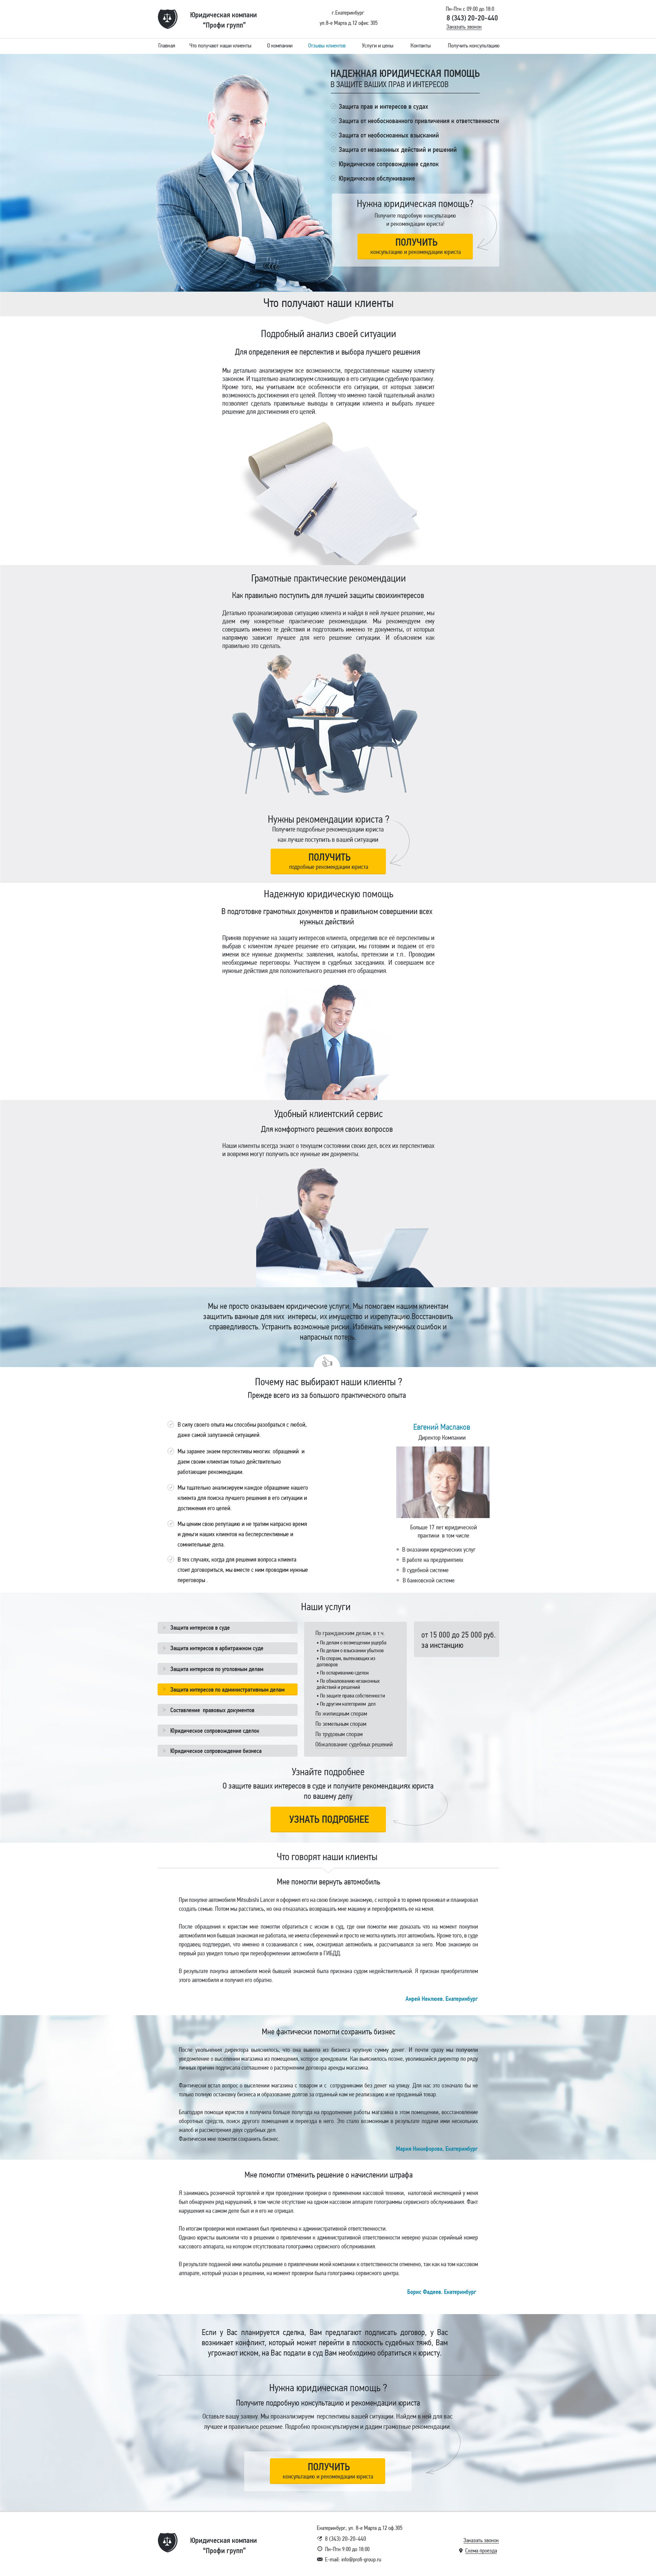 Юридическая компани
"Профи групп"
г.Екатеринбург
ул.8-е Марта д.12 офис 305
Пн-Птн с 09:00 до 18:0
8 (343) 20-20-440
Заказать звонок
Главная
Что получают наши клиенты
О компании
Отзывы клиентов
Услуги и цены
Контакты
Получить консультацию
НАДЕЖНАЯ ЮРИДИЧЕСКАЯ ПОМОЩЬ
В ЗАЩИТЕ ВАШИХ ПРАВ И ИНТЕРЕСОВ
Защита прав и интересов в судах
Защита от необоснованного привличения к ответственности
Защита от необоснованных взысканий
Защита от незаконных действий и решений
Юридическое сопровождение сделок
Юридическое обслуживание
Нужна юридическая помощь?
Получите подробную консультацию
и рекомендации юриста!
ПОЛУЧИТЬ
консультацию и рекомендации юриста
Что получают наши клиенты
Подробный анализ своей ситуации
Для определения ее перспектив и выбора лучшего решения
Мы детально анализируем все возможности, предоставленные нашему клиенту
законом. И тщательно анализируем сложившую в его ситуации судебную практику.
Кроме того, мы учитываем все особенности его ситуации, от которых зависит
возможность достижения его целей. Потому что именно такой тщательный анализ
позволяет сделать правильные выводы в ситуации клиента и выбрать лучшее
решение для достижения его целей.
Грамотные практические рекомендации
Как правильно поступить для лучшей защиты своихинтересов
Детально проанализировав ситуацию клиента и найдя в ней лучшее решение, мы
даем ему конкретные практические рекомендации. Мы рекомендуем ему
совершить именно те действия и подготовить именно те документы, от которых
напрямую зависит лучшее для него решение ситуации. И объясняем как
правильно это сделать.
Нужны рекомендации юриста ?
Получите подробные рекомендации юриста
как лучше поступить в вашей ситуации
ПОЛУЧИТЬ
подробные рекомендации юриста
Надежную юридическую помощь
В подготовке грамотных документов и правильном совершении всех
нужных действий
Приняв поручение на защиту интересов клиента, определив все её перспективы и
выбрав с клиентом лучшее решение его ситуации, мы готовим и подаем от его
имени все нужные документы: заявления, жалобы, претензии и т.п.. Проводим
необходимые переговоры. Участвуем в судебных заседаниях. И совершаем все
нужные действия для положительного решения его обращения.
Удобный клиентский сервис
Для комфортного решения своих вопросов
Наши клиенты всегда знают о текущем состоянии своих дел, всех их перспективах
и вовремя могут получить все нужные им документы.
Мы не просто оказываем юридические услуги. Мы помогаем нашим клиентам
защитить важные для них интересы, их имущество и ихрепутацию.Восстановить
справедливость. Устранить возможные риски. Избежать ненужных ошибок и
напрасных потерь.
Почему нас выбирают наши клиенты ?
Прежде всего из за большого практического опыта
В силу своего опыта мы способны разобраться с любой,
даже самой запутанной ситуацией.
Мы заранее знаем перспективы многих обращений и
даем своим клиентам только действительно
работающие рекомендации.
Мы тщательно анализируем каждое обращение нашего
клиента для поиска лучшего решения в его ситуации и
достижения его целей.
Мы ценим свою репутацию и не тратим напрасно время
и деньги наших клиентов на бесперспективные и
сомнительные дела.
В тех случаях, когда для решения вопроса клиента
стоит договориться, мы вместе с ним проводим нужные
переговоры .
Евгений Маслаков
Директор Компании
Больше 17 лет юридической
практики в том числе
В оказании юридических услуг
В работе на предприятиях
В судебной системе
В банковской системе
Наши услуги
Защита интересов в суде
Защита интересов в арбитражном суде
Защита интересов по уголовным делам
Защита интересов по административным делам
Составление правовых документов
Юридическое сопровождение сделок
Юридическое сопровождение бизнеса
По гражданским делам, в т.ч.
• По делам о возмещении ущерба
• По делам о взыскании убытков
• По спорам, вытекающих из
договоров
• По оспариванию сделок
• По обжалованию незаконных
действий и решений
• По защите права собственности
• По другим категориям дел
По жилищным спорам
По земельным спорам
По трудовым спорам
Обжалование судебных решений
от 15 000 до 25 000 руб.
за инстанцию
Узнайте подробнее
О защите ваших интересов в суде и получите рекомендациях юриста
по вашему делу
УЗНАТЬ ПОДРОБНЕЕ
Что говорят наши клиенты
Мне помогли вернуть автомобиль
При покупке автомобиля Mitsubishi Lancer я оформил его на свою близкую знакомую, с которой в то время проживал и планировал
создать семью. Потом мы расстались, но она отказалась возвращать мне машину и переоформлять ее на меня.
После обращения к юристам мне помогли обратиться с иском в суд, где они помогли мне доказать что на момент покупки
автомобиля моя бывшая знакомая не работала, не имела сбережений и просто не могла купить этот автомобиль. Кроме того, в суде
продавец подтвердил, что именно я созванивался с ним, осматривал автомобиль и рассчитывался за него. Мою знакомую он
первый раз увидел только при переоформлении автомобиля в ГИБДД.
В результате покупка автомобиля моей бывшей знакомой была признана судом недействительной. Я признан приобретателем
этого автомобиля и получил его обратно.
Анрей Неклюев. Екатеринбург
Мне фактически помогли сохранить бизнес
После увольнения директора выяснилось, что она вывела из бизнеса крупную сумму денег. И почти сразу мы получили
уведомление о выселении магазина из помещения, которое арендовали. Как выяснилось позже, уволившийся директор по ряду
личных причин подписала соглашение о расторжении договора аренды магазина.
Фактически встал вопрос о выселении магазина с товаром и с сотрудниками без денег на улицу. Для нас это означало бы не
только полную остановку бизнеса и образование долгов за отданный нам не реализацию и не проданный товар.
Благодаря помощи юристов я получила больше полугода на продолжение работы магазина в этом помещении, восстановление
оборотных средств, поиск другого помещения и переезда в него. Это стало возможным в результате подачи ими нескольких
жалоб и рассмотрения двух судебных дел.
Фактически мне помогли сохранить бизнес.
Мария Никифорова, Екатеринбург
Мне помогли отменить решение о начислении штрафа
Я занимаюсь розничной торговлей и при проведении проверки о применении кассовой техники, налоговой инспекцией у меня
был обнаружен ряд нарушений, в том числе отсутствие на одном кассовом аппарате голограммы сервисного обслуживания. Факт
нарушения на самом деле был и я его не отрицал.
По итогам проверки моя компания был привлечена к административной ответственности.
Однако юристы выяснили что в решении о привлечении к административной ответственности неверно указан серийный номер
кассового аппарата, на котором отсутствовала голограмма сервисного обслуживания.
В результате поданной ими жалобы решение о привлечении моей компании к ответственности отменено, так как на том кассовом
аппарате, который указан в решении, на момент проверки была голограмма сервисного центра.
Борис Фадеев. Екатеринбург
Если у Вас планируется сделка, Вам предлагают подписать договор, у Вас
возникает конфликт, который может перейти в плоскость судебных тяжб, Вам
угрожают иском, на Вас подали в суд Вам необходимо обратиться к юристу.
Нужна юридическая помощь ?
Получите подробную консультацию и рекомендации юриста
Оставьте вашу заявку. Мы проанализируем перспективы вашей ситуации. Найдем в ней для вас
лучшее и правильное решение. Подробно проконсультируем и дадим грамотные рекомендации
ПОЛУЧИТЬ
консультацию и рекомендации юриста
Юридическая компани
"Профи групп"
Екатеринбург, ул. 8-е Марта д.12 оф.305
8 (343) 20-20-440
Пн-Птн 9:00 до 18:00
E-mail: info@profi-group.ru
Заказать звонок
Схема проезда